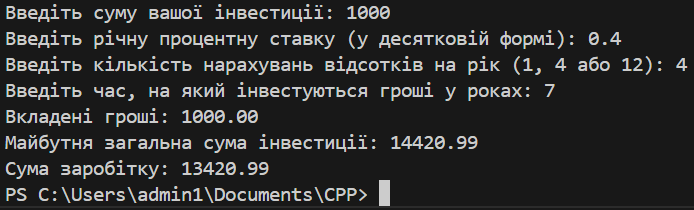 Введіть суму вашої інвестиції: 1000
Введіть річну процентну ставку (у десятковій формі): 0.4
Введіть кількість нарахувань відсотків на рік (1, 4 або 12): 4
Введіть час, на який інвестуються гроші у роках: 7
Вкладені гроші: 1000.00
Майбутня загальна сума інвестиції: 14420.99
Сума заробітку: 13420.99
PS C:\Users\admin1\Documents\CPP>